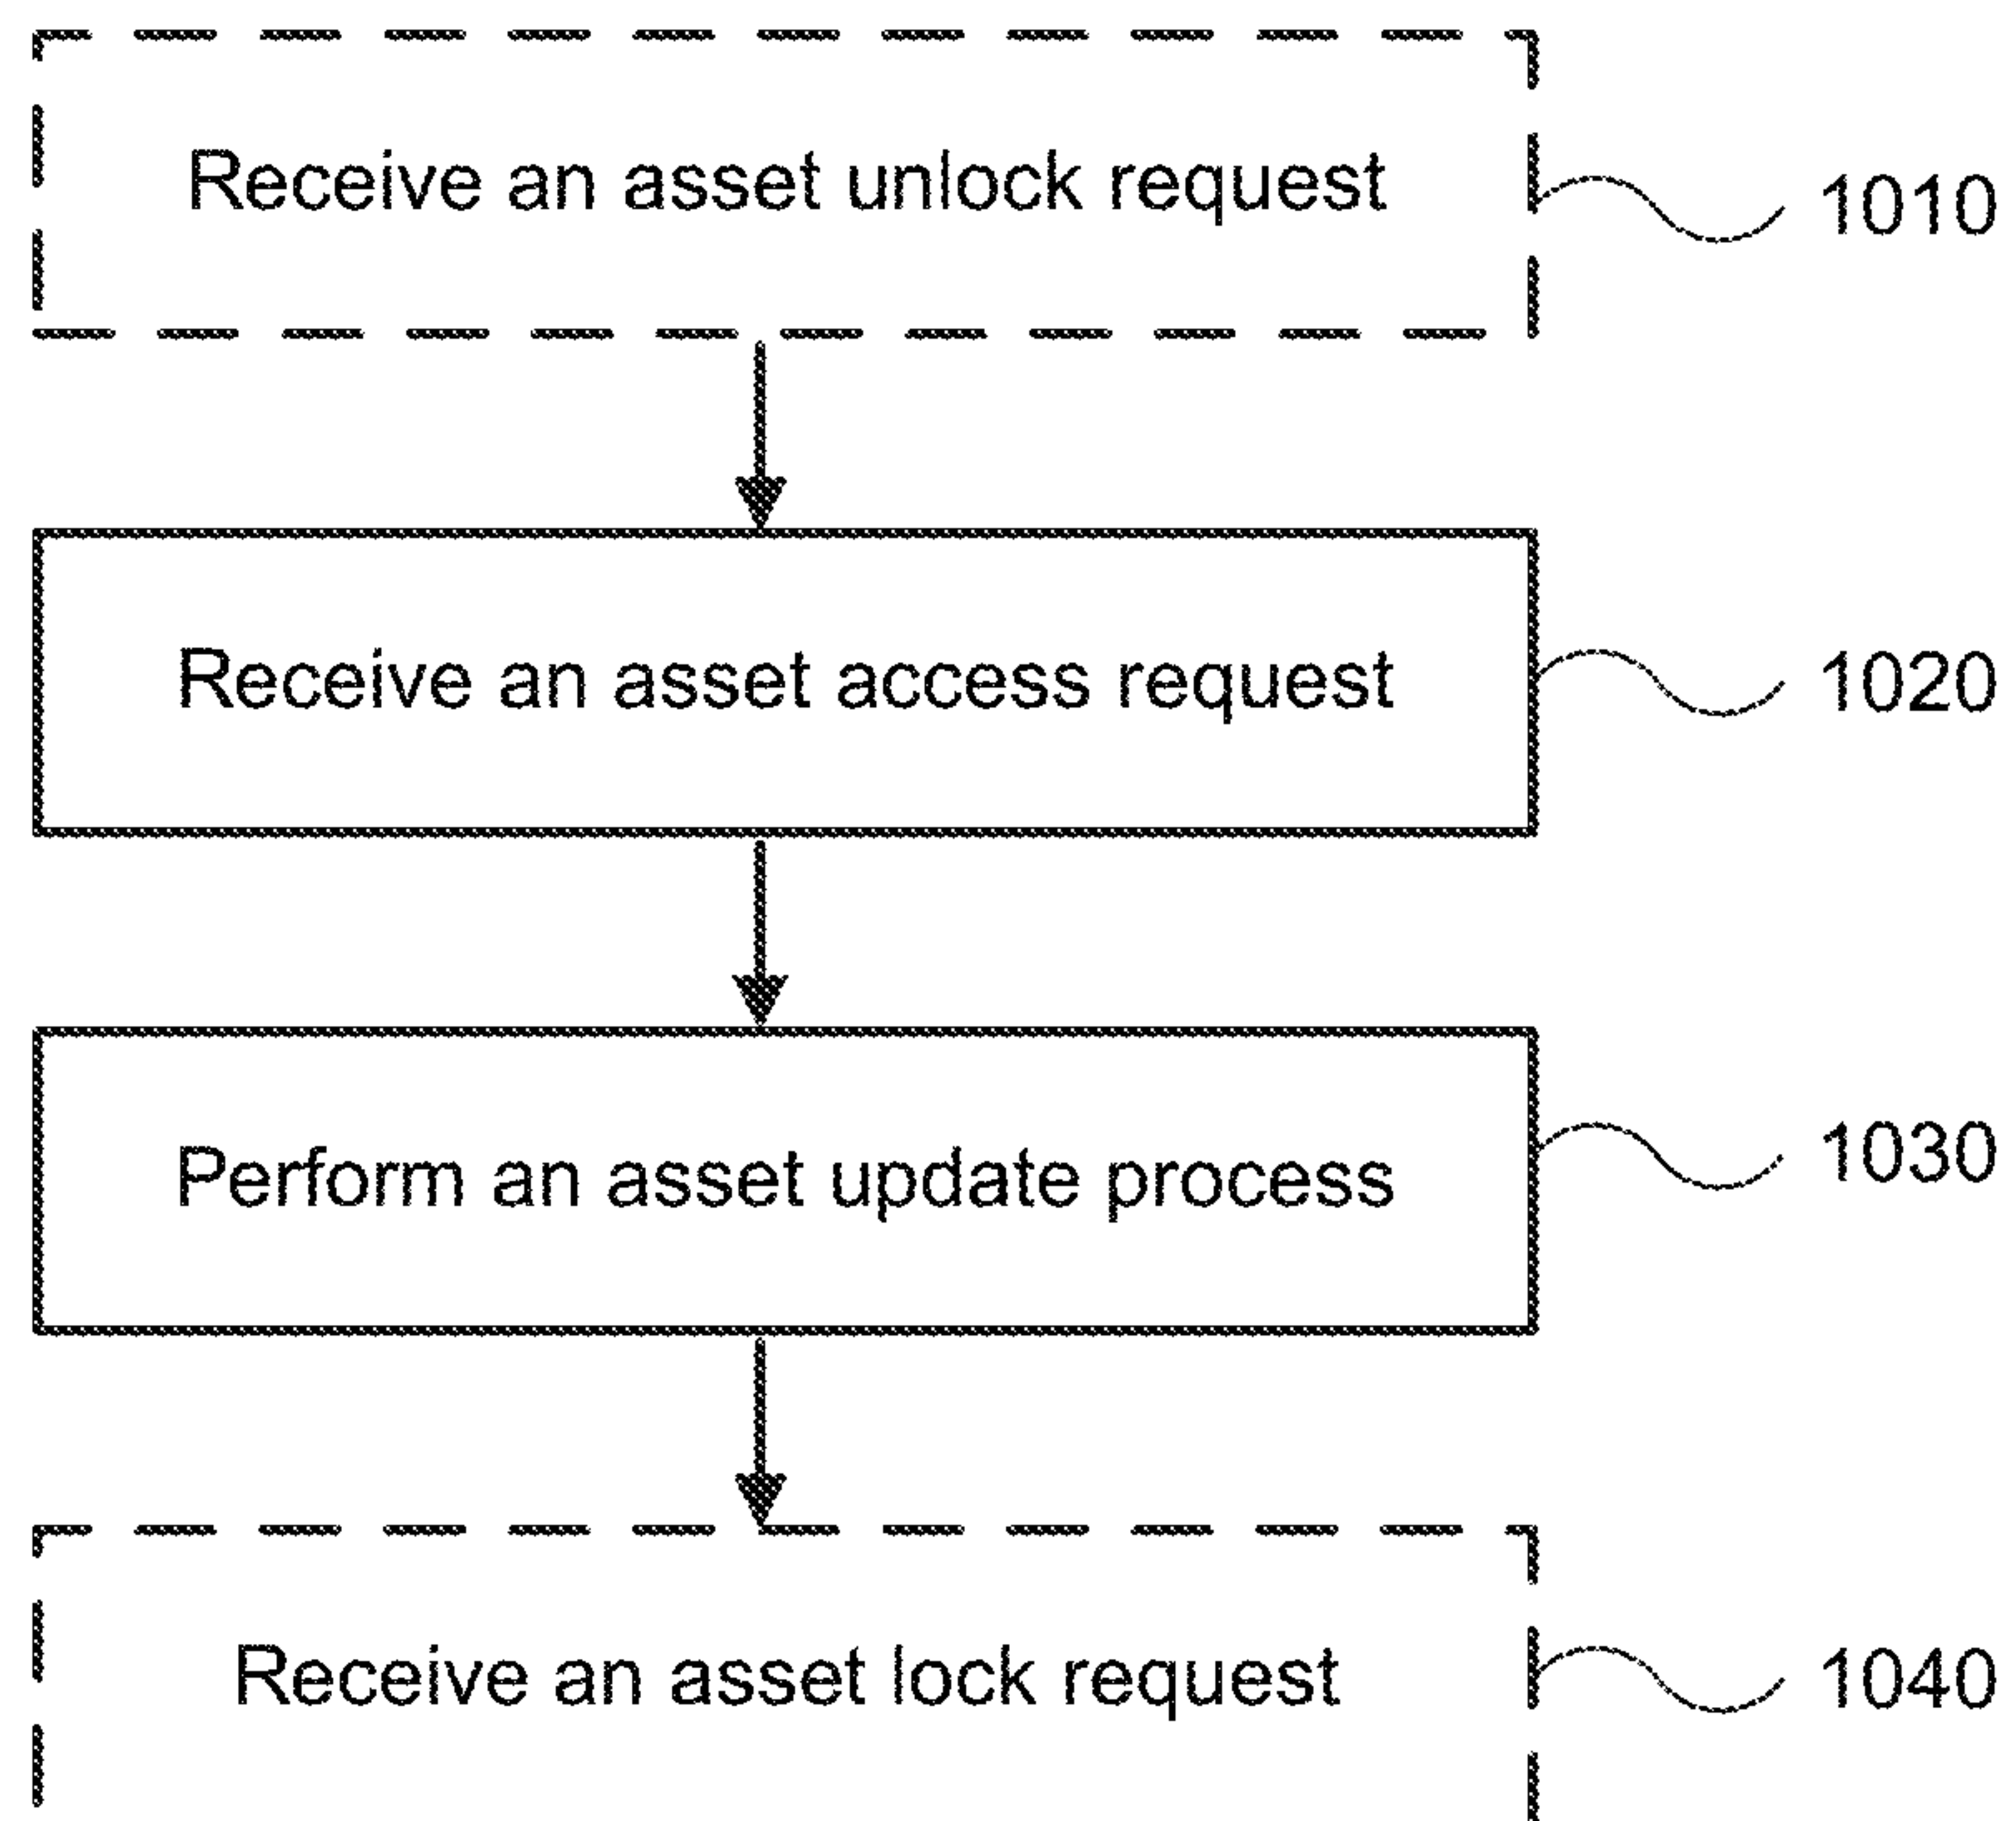 Receive an asset unlock request 1010
Receive an asset access request 1020
Perform an asset update process 1030
Receive an asset lock request 1040